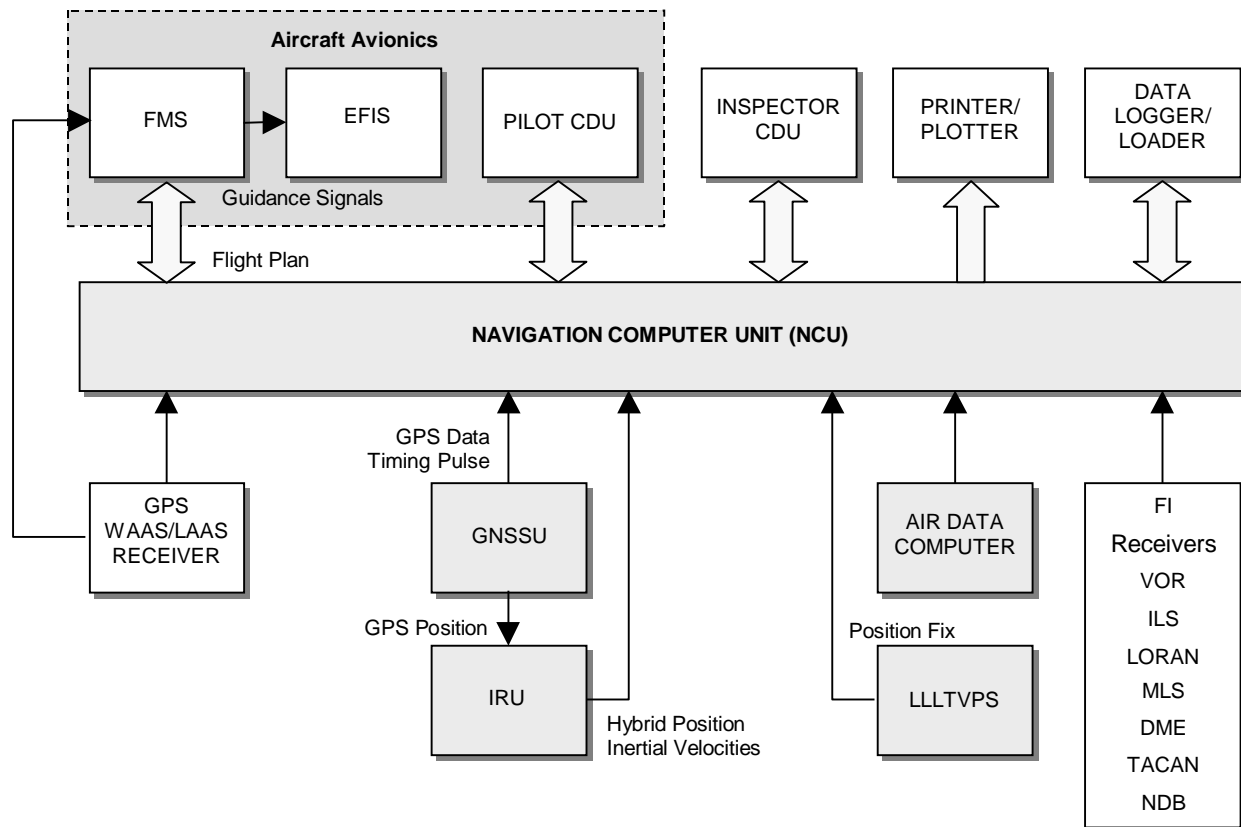 Aircraft Avionics
FMS
EFIS
PILOT CDU
INSPECTOR
CDU
PRINTER/
PLOTTER
DATA
LOGGER/
LOADER
Guidance Signals
Flight Plan
NAVIGATION COMPUTER UNIT (NCU)
GPS Data
Timing Pulse
GPS
WAAS/LAAS
RECEIVER
GNSSU
AIR DATA
COMPUTER
FI
Receivers
VOR
ILS
LORAN
MLS
DME
TACAN
NDB
GPS Position
Position Fix
IRU
LLLTVPS
Hybrid Position
Inertial Velocities